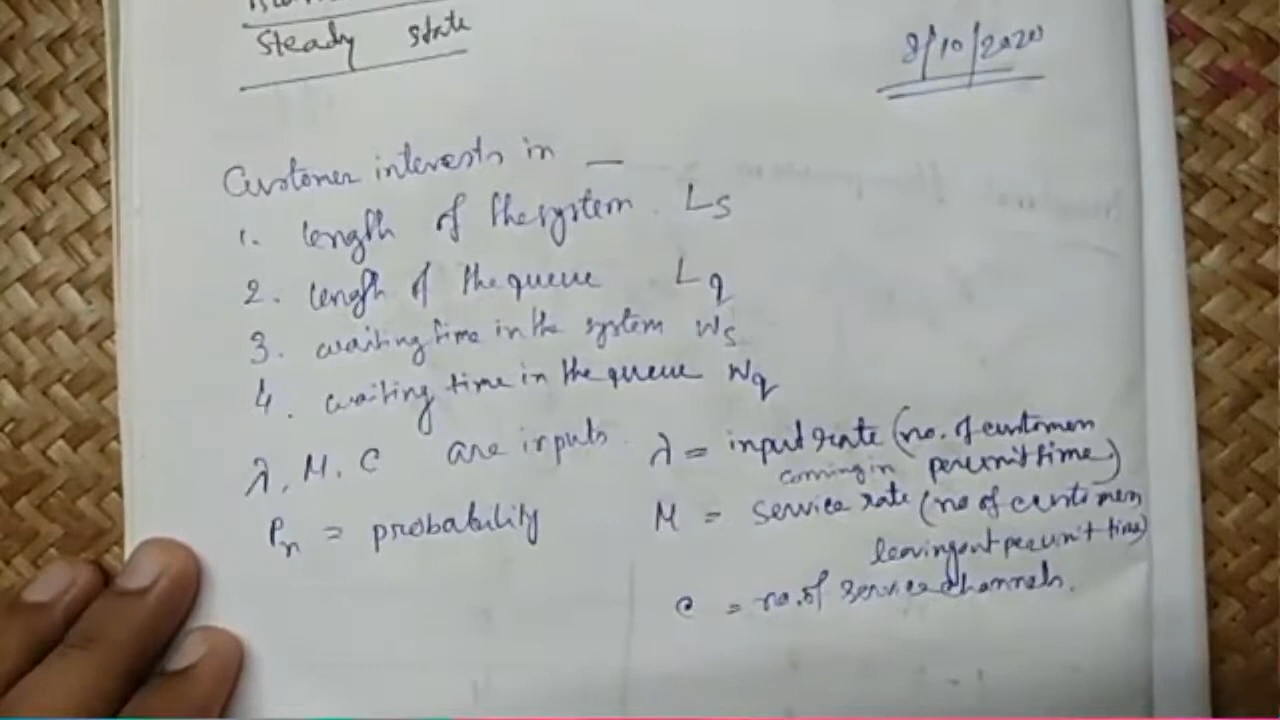 Steady state
8/10/2020
Customer interests in —
1. length of the system Ls
2. length of the queue Lq
3. waiting time in the system Ws
4. waiting time in the queue Wq
λ, M, C are inputs
λ = input rate (no. of customers
coming in per unit time)
Pn = probability
M = service rate (no of customers
leaving out per unit time)
C = no. of service channels.